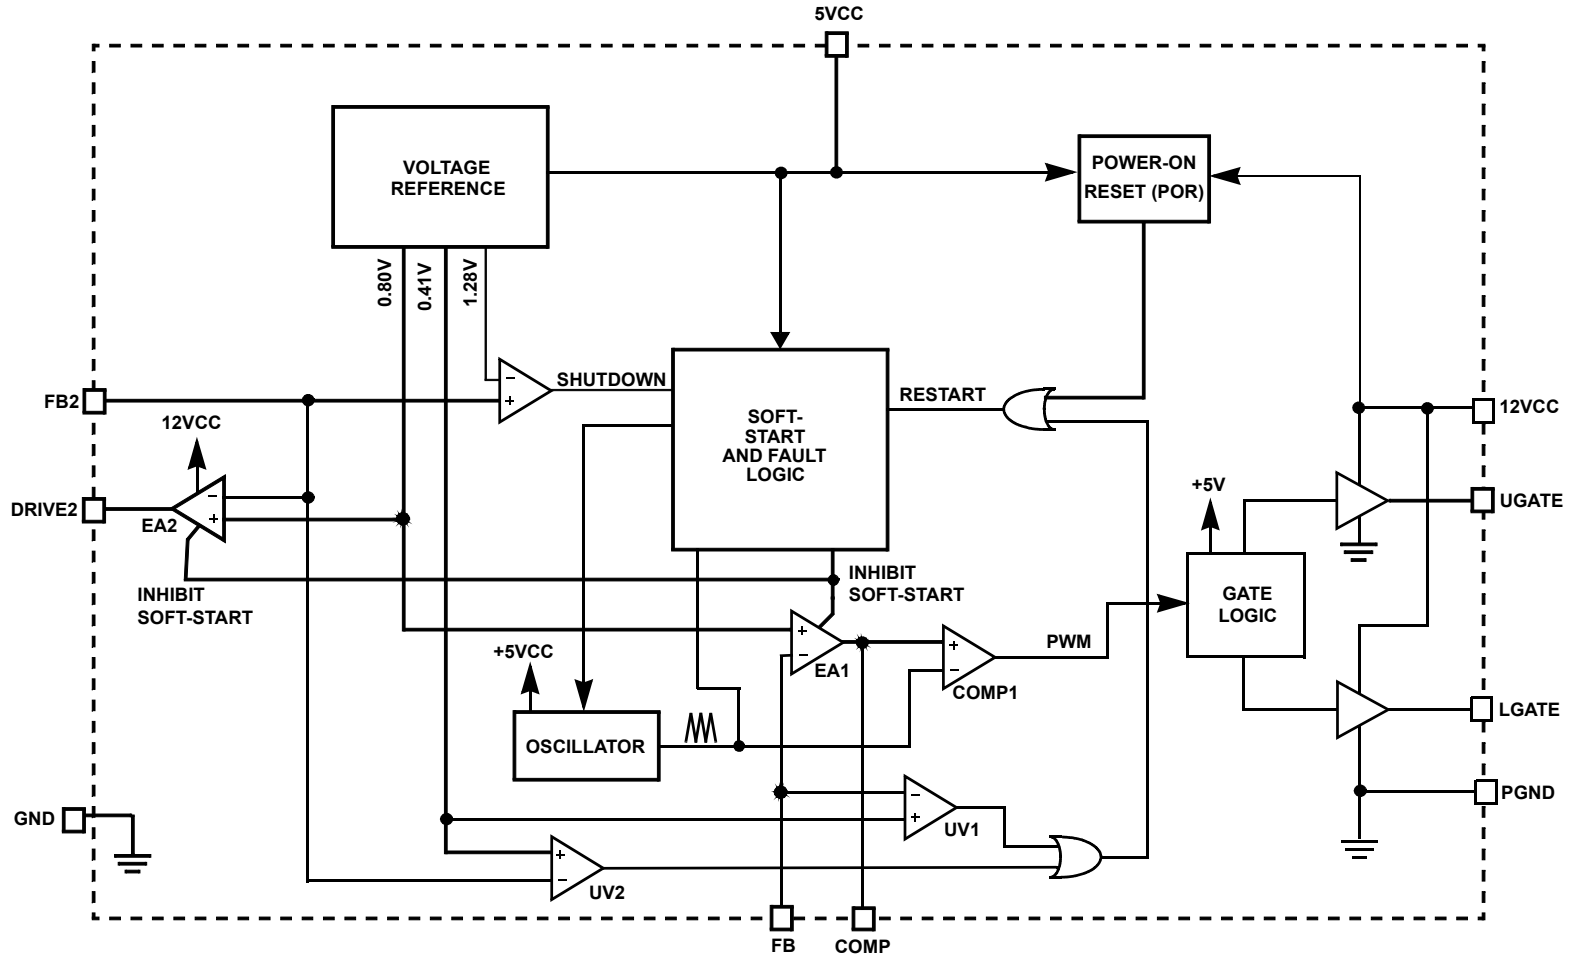 5VCC
VOLTAGE
REFERENCE
POWER-ON
RESET (POR)
0.80V
0.41V
1.28V
SHUTDOWN
FB2
12VCC
RESTART
12VCC
SOFT-
START
AND FAULT
LOGIC
−
+
DRIVE2
EA2
−
+
+5V
UGATE
INHIBIT
SOFT-START
INHIBIT
SOFT-START
GATE
LOGIC
+
−
EA1
+5VCC
+
−
PWM
COMP1
LGATE
OSCILLATOR
PGND
GND
−
+
UV1
+
−
UV2
FB
COMP